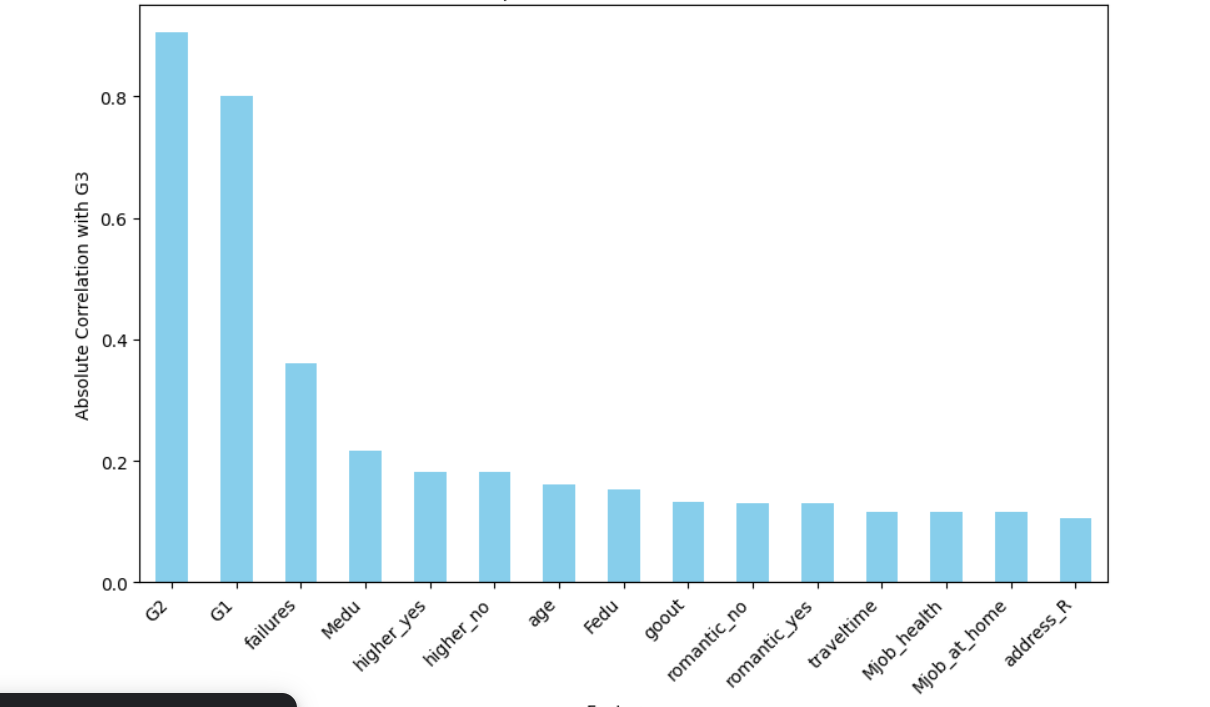 Absolute Correlation with G3
0.8
0.6
0.4
0.2
0.0
G2
G1
failures
Medu
higher_yes
higher_no
age
Fedu
goout
romantic_no
romantic_yes
traveltime
Mjob_health
Mjob_at_home
address_R